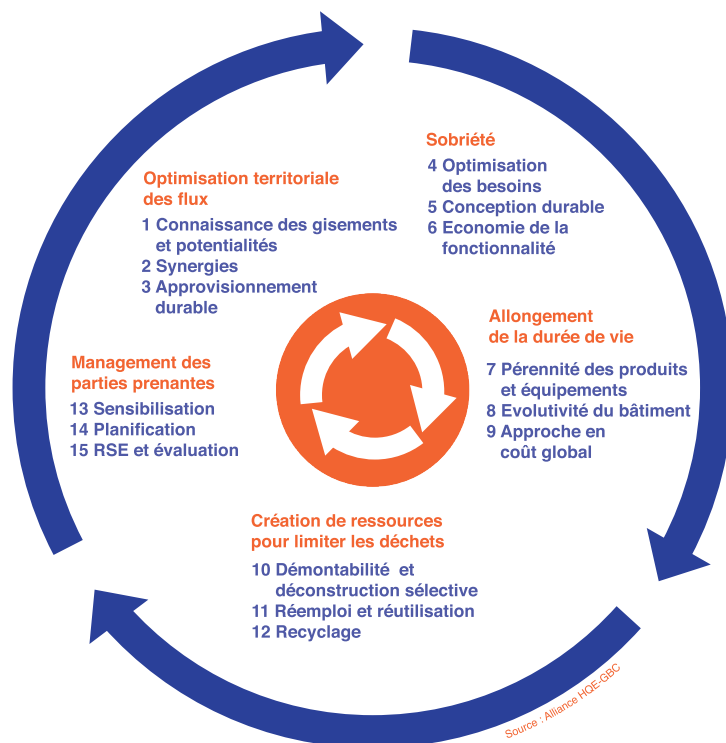 Optimisation territoriale
des flux
1 Connaissance des gisements
et potentialités
2 Synergies
3 Approvisionnement
durable
Sobriété
4 Optimisation
des besoins
5 Conception durable
6 Economie de la
fonctionnalité
Allongement
de la durée de vie
7 Pérennité des produits
et équipements
8 Evolutivité du bâtiment
9 Approche en
coût global
Création de ressources
pour limiter les déchets
10 Démontabilité et
déconstruction sélective
11 Réemploi et réutilisation
12 Recyclage
Management des
parties prenantes
13 Sensibilisation
14 Planification
15 RSE et évaluation
Source : Alliance HQE-GBC